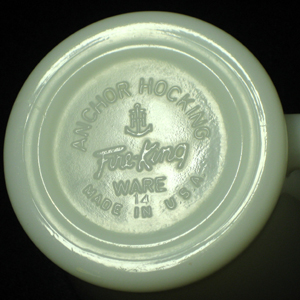 ANCHOR HOCKING
Fire-King
WARE
14
MADE IN U.S.A.